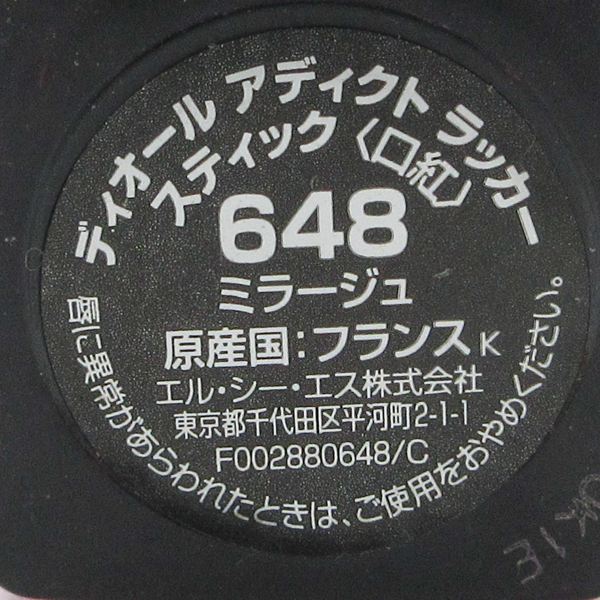 ディオール アディクト ラッカー
スティック〈口紅〉
648
ミラージュ
原産国:フランス K
エル・シー・エス株式会社
東京都千代田区平河町2-1-1
F002880648/C
唇に異常があらわれたときは、ご使用をおやめください。